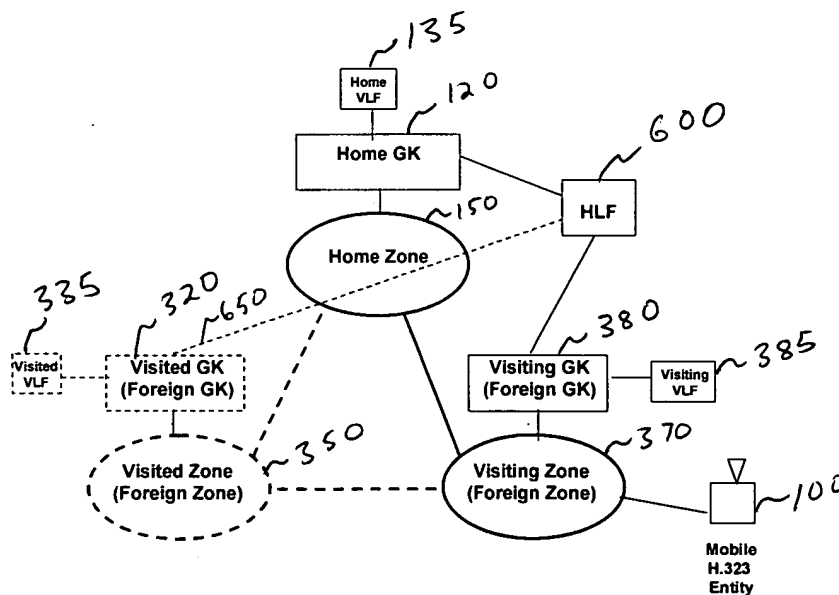 135
Home
VLF
120
Home GK
600
HLF
150
Home Zone
335
320
650
Visited
VLF
Visited GK
(Foreign GK)
380
385
Visiting GK
(Foreign GK)
Visiting
VLF
350
370
Visited Zone
(Foreign Zone)
Visiting Zone
(Foreign Zone)
100
Mobile
H.323
Entity